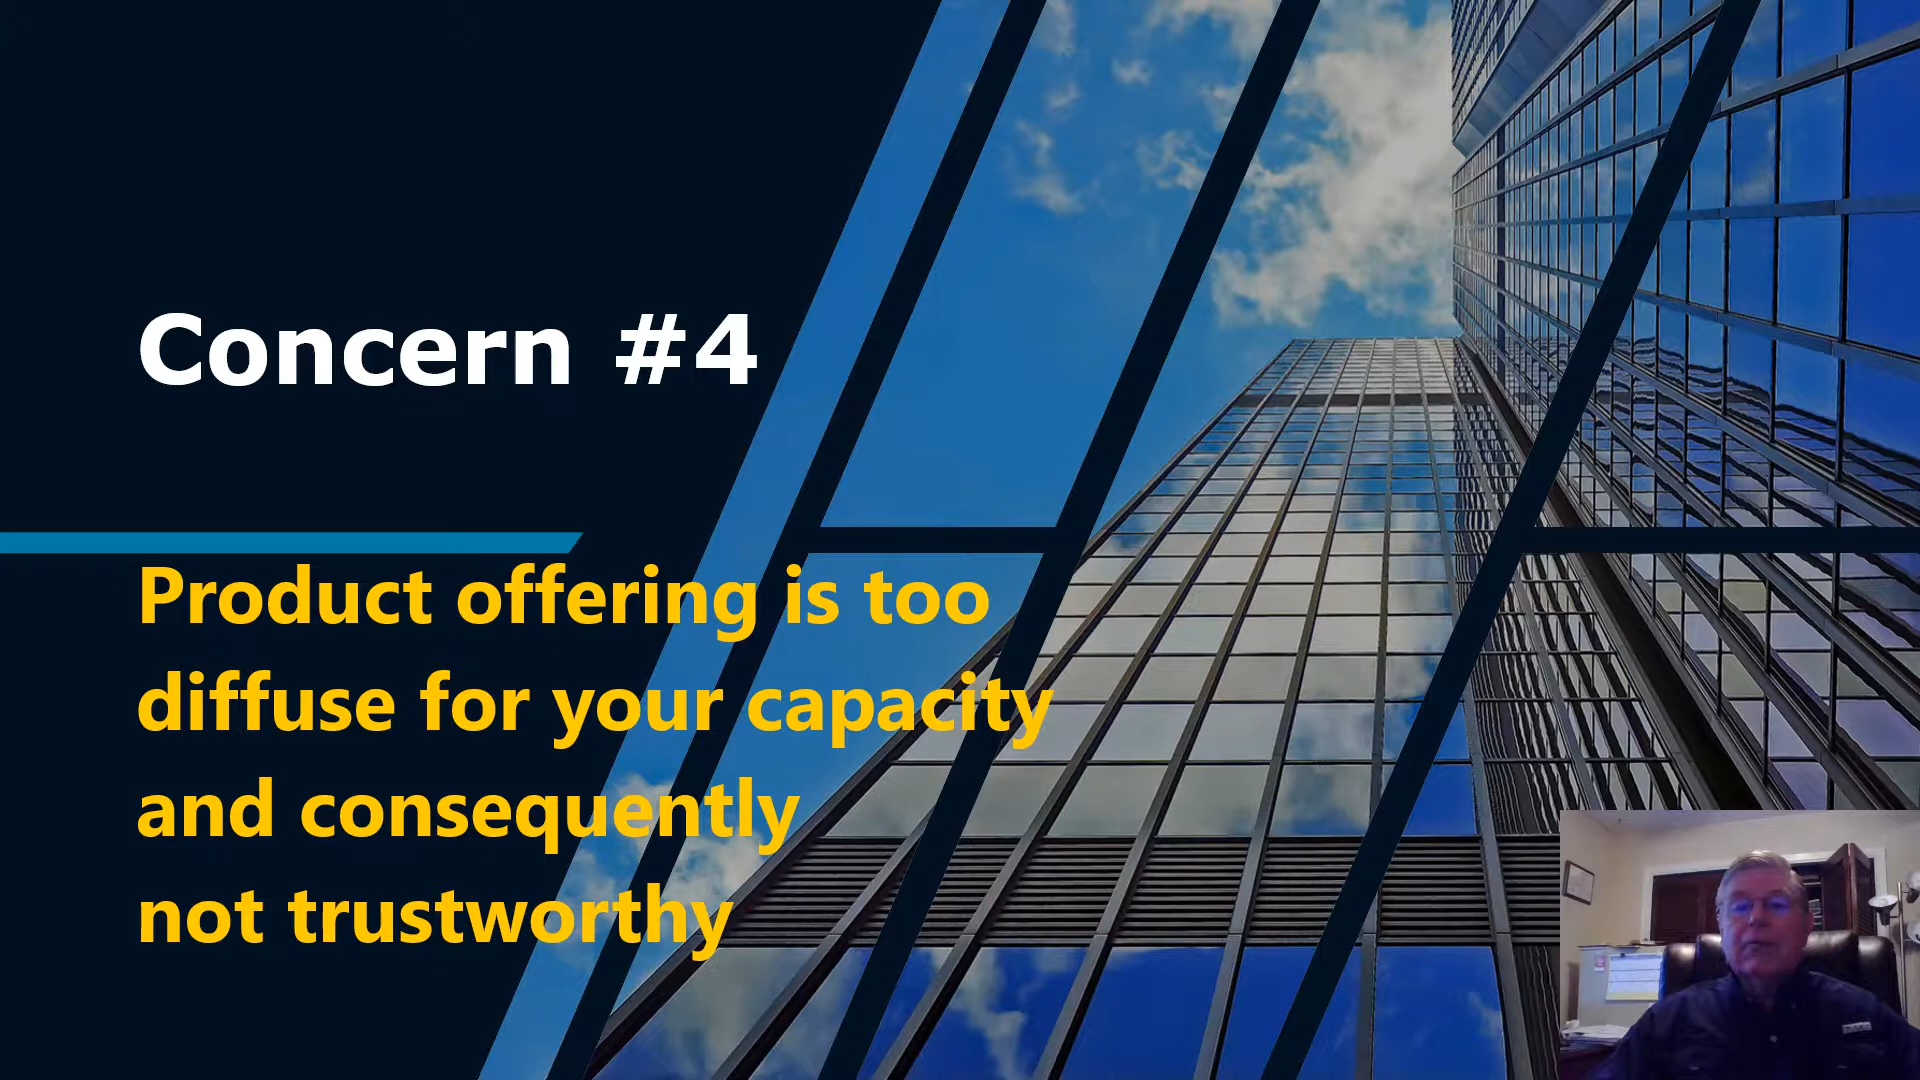 Concern #4
Product offering is too
diffuse for your capacity
and consequently
not trustworthy